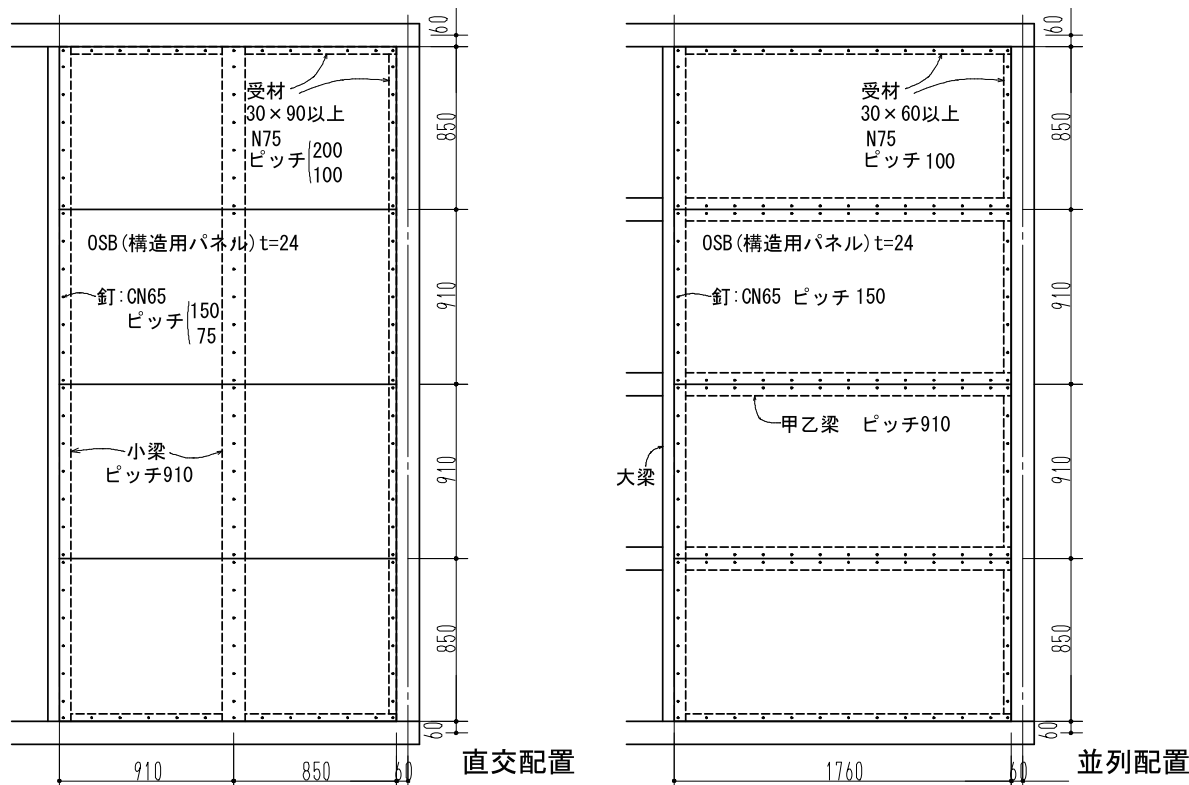 受材
30×90以上
N75
ピッチ(200
100
OSB(構造用パネル)t=24
釘:CN65
ピッチ(150
75
小梁
ピッチ910
60
850
910
910
850
60
910
850
60
直交配置
受材
30×60以上
N75
ピッチ100
OSB(構造用パネル)t=24
釘:CN65 ピッチ150
甲乙梁 ピッチ910
大梁
60
850
910
910
850
60
1760
60
並列配置